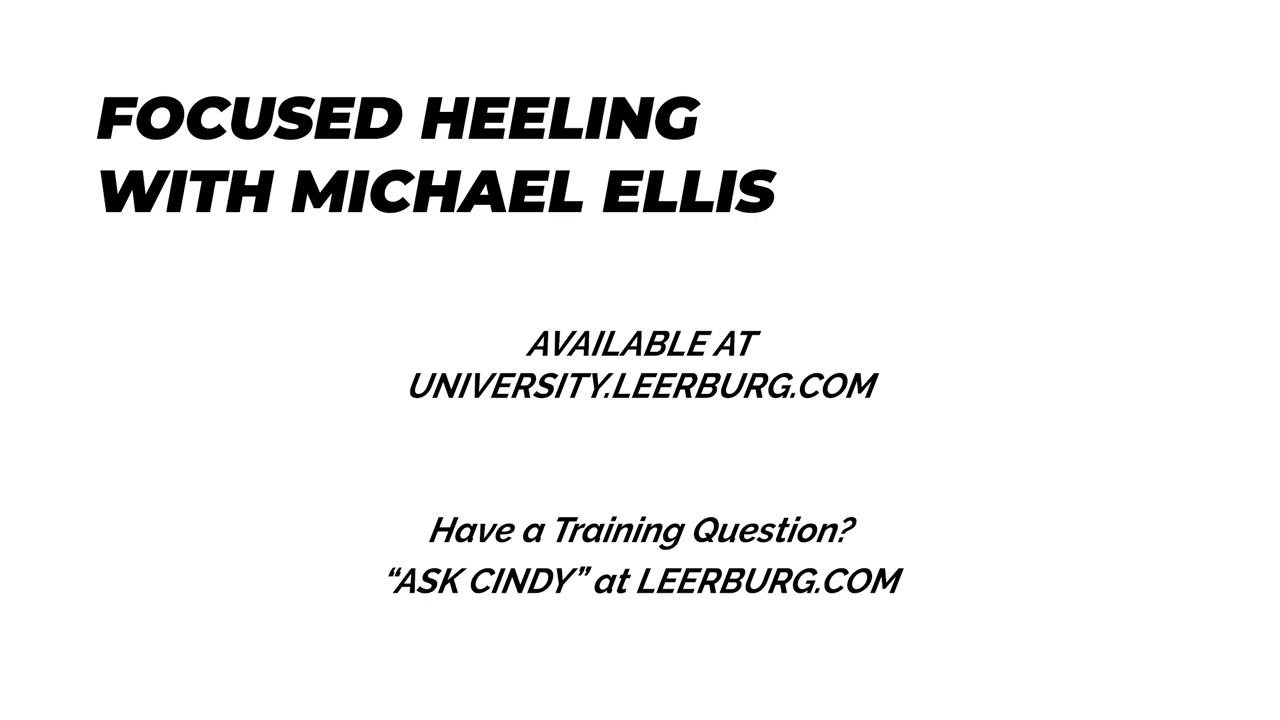 FOCUSED HEELING
WITH MICHAEL ELLIS
AVAILABLE AT
UNIVERSITY.LEERBURG.COM
Have a Training Question?
“ASK CINDY” at LEERBURG.COM